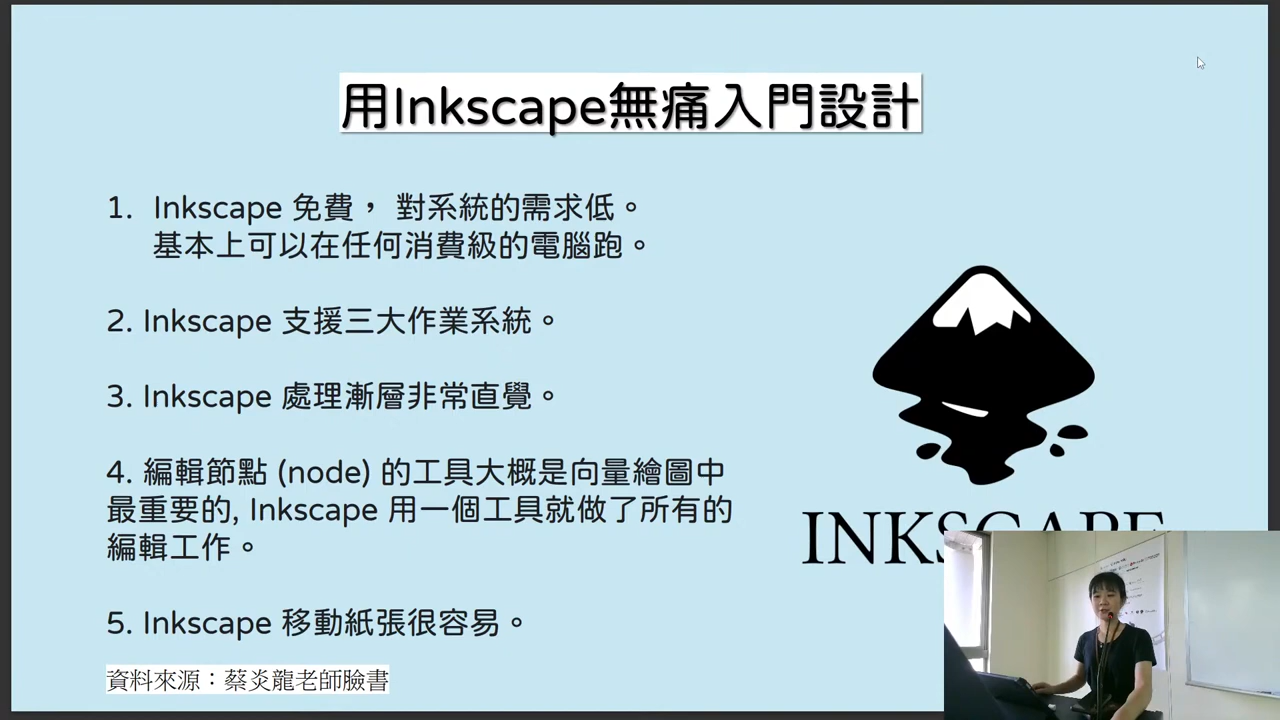 用Inkscape無痛入門設計
1. Inkscape 免費， 對系統的需求低。
基本上可以在任何消費級的電腦跑。
2. Inkscape 支援三大作業系統。
3. Inkscape 處理漸層非常直覺。
4. 編輯節點 (node) 的工具大概是向量繪圖中
最重要的, Inkscape 用一個工具就做了所有的
編輯工作。
5. Inkscape 移動紙張很容易。
資料來源：蔡炎龍老師臉書
INKSCAPE